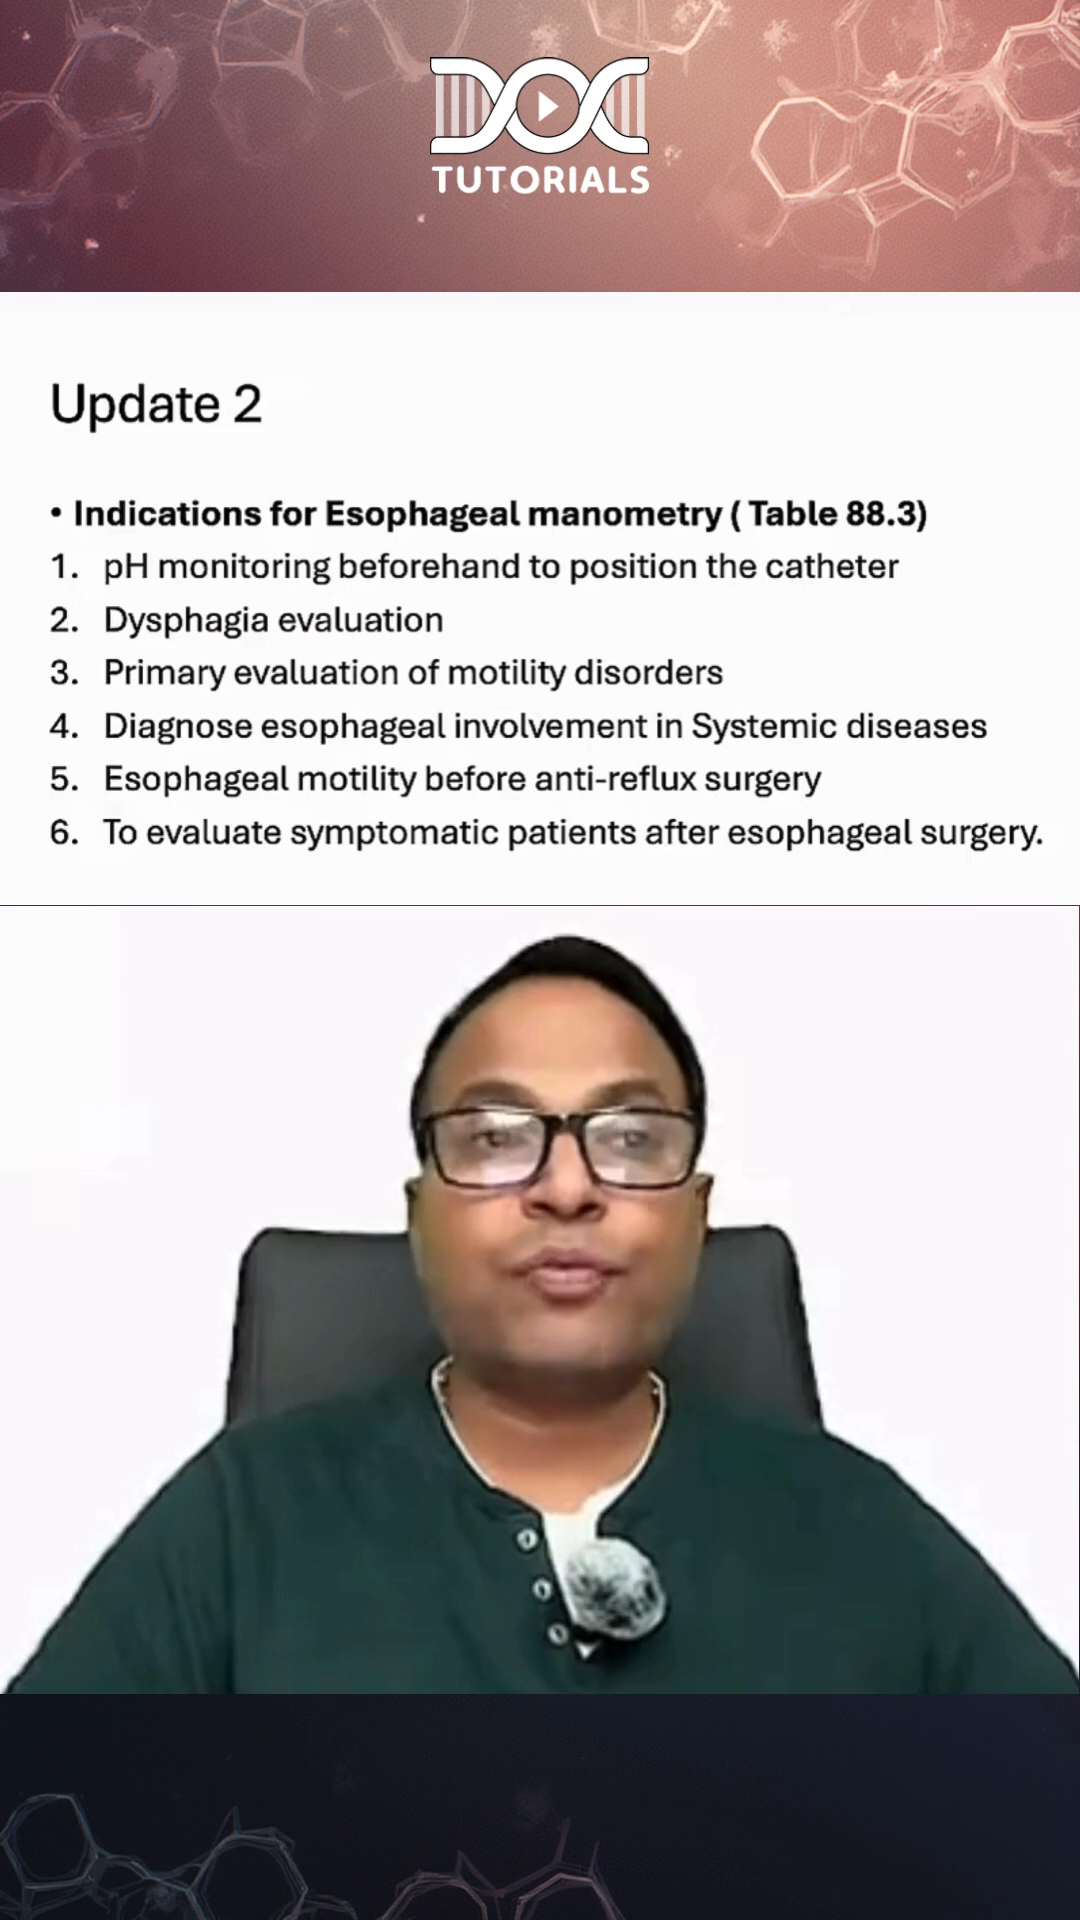 DOC
TUTORIALS
Update 2
• Indications for Esophageal manometry ( Table 88.3)
1. pH monitoring beforehand to position the catheter
2. Dysphagia evaluation
3. Primary evaluation of motility disorders
4. Diagnose esophageal involvement in Systemic diseases
5. Esophageal motility before anti-reflux surgery
6. To evaluate symptomatic patients after esophageal surgery.